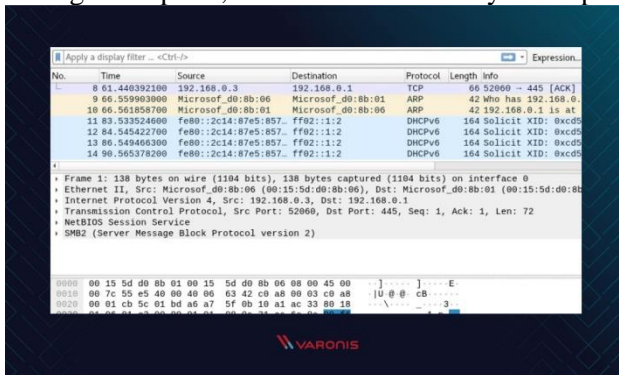 Apply a display filter ... <Ctrl-/> Expression...
No. Time Source Destination Protocol Length Info
8 61.440392100 192.168.0.3 192.168.0.1 TCP 66 52060 → 445 [ACK]
9 66.559903000 Microsof_d0:8b:06 Microsof_d0:8b:01 ARP 42 Who has 192.168.0.
10 66.561858700 Microsof_d0:8b:01 Microsof_d0:8b:06 ARP 42 192.168.0.1 is at
11 83.533524600 fe80::2c14:87e5:857… ff02::1:2 DHCPv6 164 Solicit XID: 0xcd5
12 84.545422700 fe80::2c14:87e5:857… ff02::1:2 DHCPv6 164 Solicit XID: 0xcd5
13 86.549466300 fe80::2c14:87e5:857… ff02::1:2 DHCPv6 164 Solicit XID: 0xcd5
14 90.565378200 fe80::2c14:87e5:857… ff02::1:2 DHCPv6 164 Solicit XID: 0xcd5
Frame 1: 138 bytes on wire (1104 bits), 138 bytes captured (1104 bits) on interface 0
Ethernet II, Src: Microsof_d0:8b:06 (00:15:5d:d0:8b:06), Dst: Microsof_d0:8b:01 (00:15:5d:d0:8b
Internet Protocol Version 4, Src: 192.168.0.3, Dst: 192.168.0.1
Transmission Control Protocol, Src Port: 52060, Dst Port: 445, Seq: 1, Ack: 1, Len: 72
NetBIOS Session Service
SMB2 (Server Message Block Protocol version 2)
0000 00 15 5d d0 8b 01 00 15 5d d0 8b 06 08 00 45 00 ··]····· ]·····E·
0010 00 7c 55 e5 40 00 40 06 63 42 c0 a8 00 03 c0 a8 ·|U·@·@· cB······
0020 00 01 cb 5c 01 bd a6 a7 5f 0b 10 a1 ac 33 80 18 ···\···· _····3··
VARONIS